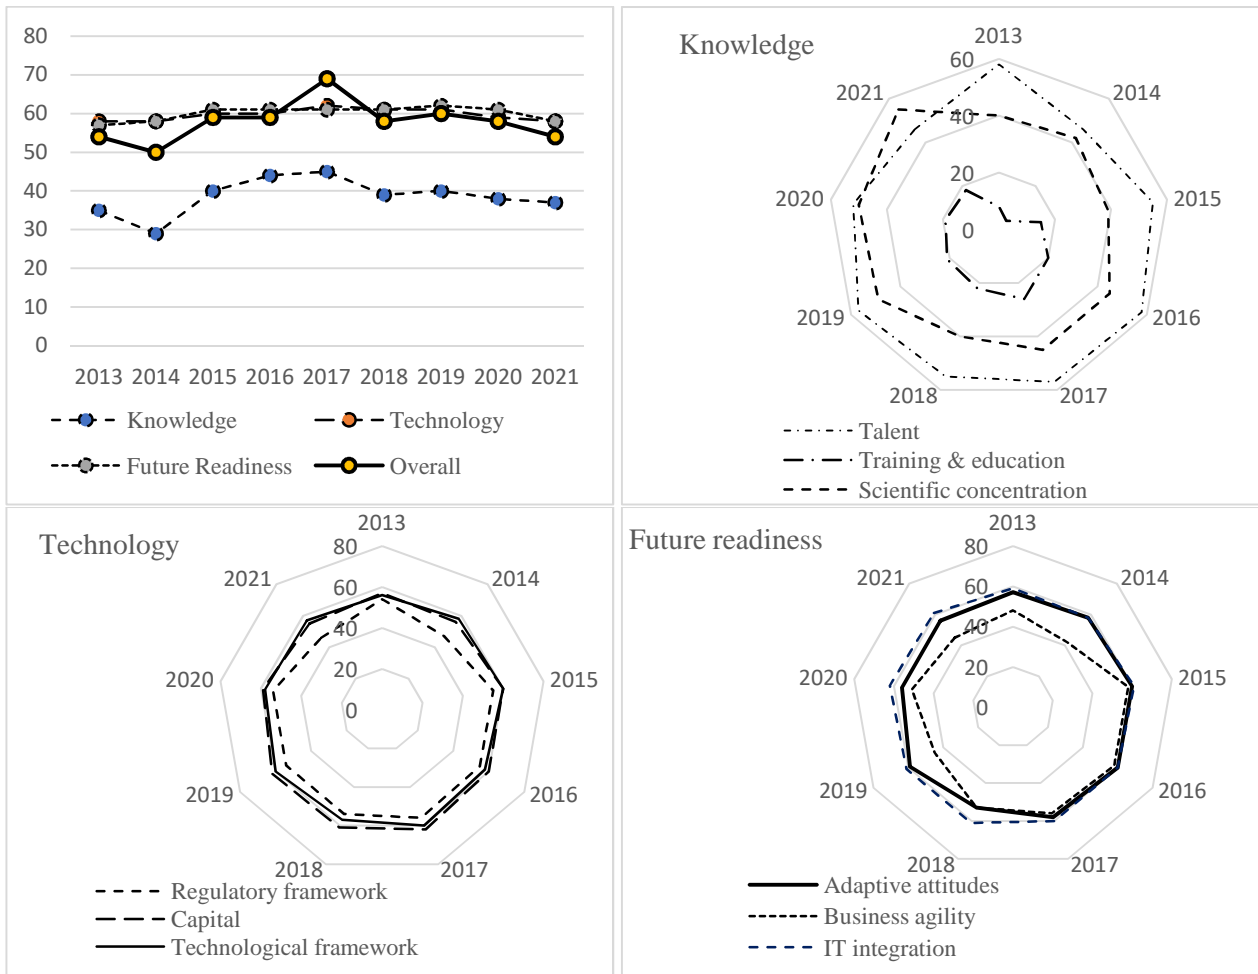 80
70
60
50
40
30
20
10
0
2013 2014 2015 2016 2017 2018 2019 2020 2021
Knowledge
Technology
Future Readiness
Overall
Knowledge
2013
2014
2015
2016
2017
2018
2019
2020
2021
60
40
20
0
Talent
Training & education
Scientific concentration
Technology
2013
2014
2015
2016
2017
2018
2019
2020
2021
80
60
40
20
0
Regulatory framework
Capital
Technological framework
Future readiness
2013
2014
2015
2016
2017
2018
2019
2020
2021
80
60
40
20
0
Adaptive attitudes
Business agility
IT integration